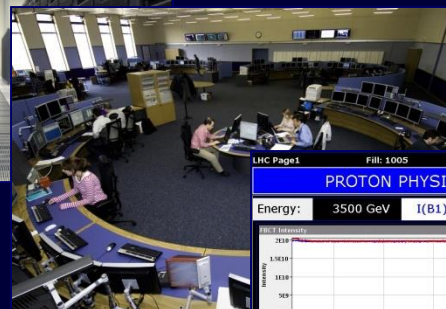 LHC Page1 Fill: 1005
PROTON PHYSI
Energy: 3500 GeV I(B1)
FBCT Intensity
Intensity
2E10
1.5E10
1E10
5E9